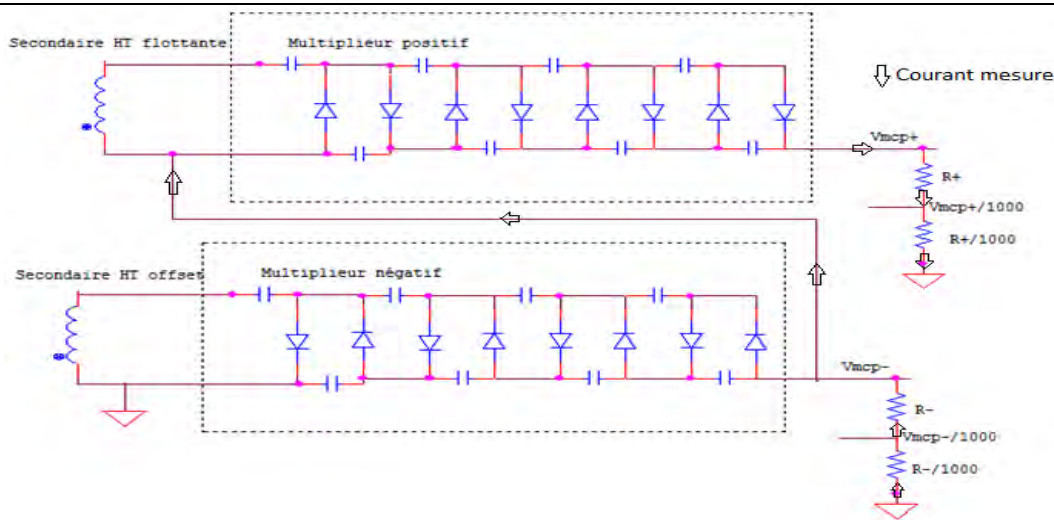 Secondaire HT flottante
Multiplieur positif
Courant mesure
Vmcp+
R+
Vmcp+/1000
R+/1000
Secondaire HT offset
Multiplieur négatif
Vmcp-
R-
Vmcp-/1000
R-/1000